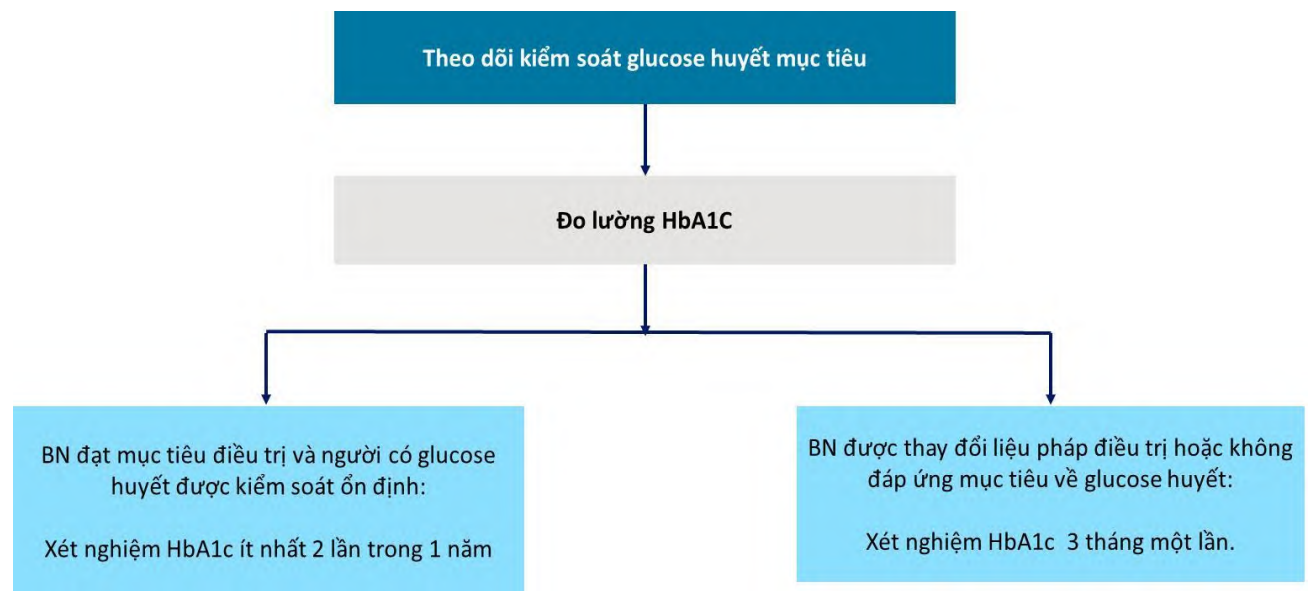 Theo dõi kiểm soát glucose huyết mục tiêu
Đo lường HbA1C
BN đạt mục tiêu điều trị và người có glucose
huyết được kiểm soát ổn định:
Xét nghiệm HbA1c ít nhất 2 lần trong 1 năm
BN được thay đổi liệu pháp điều trị hoặc không
đáp ứng mục tiêu về glucose huyết:
Xét nghiệm HbA1c 3 tháng một lần.